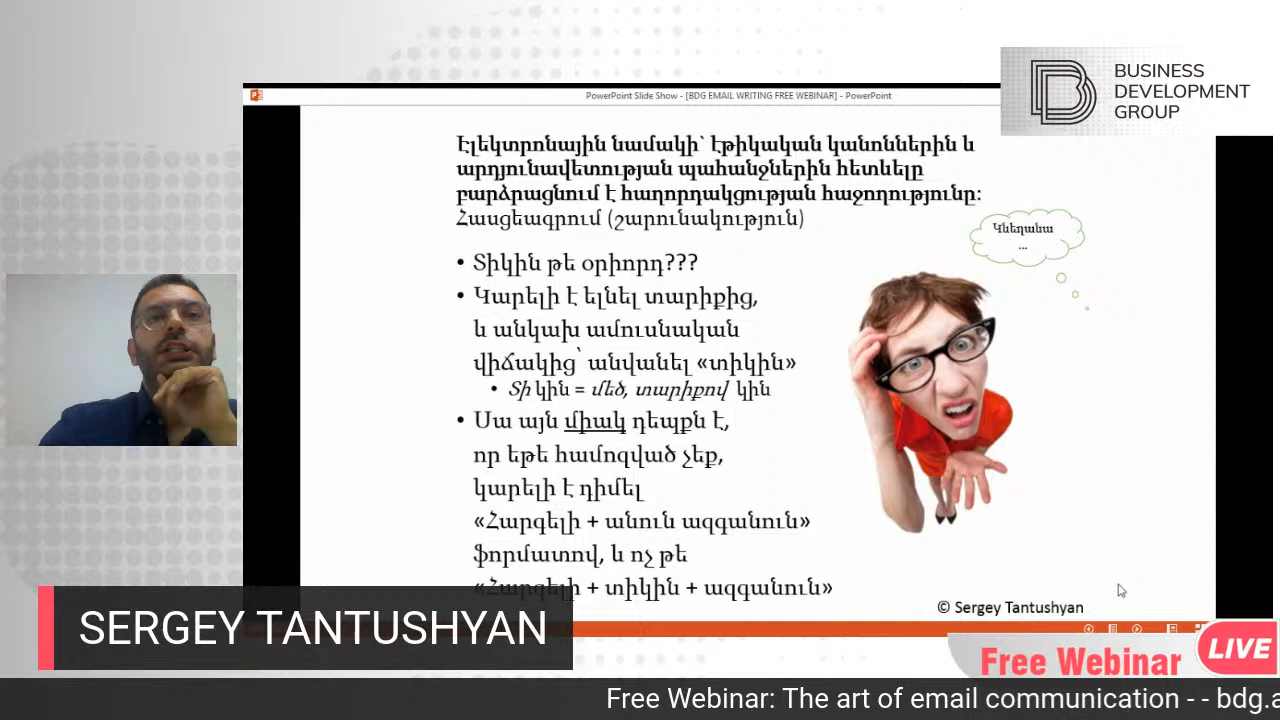 PowerPoint Slide Show - [BDG EMAIL WRITING FREE WEBINAR] - PowerPoint
BUSINESS
DEVELOPMENT
GROUP
Էլեկտրոնային նամակի՝ էթիկական կանոններին և
արդյունավետության պահանջներին հետևելը
բարձրացնում է հաղորդակցության հաջողությունը։
Հասցեագրում (շարունակություն)
Կնեղանա
...
• Տիկին թե օրիորդ???
• Կարելի է ելնել տարիքից,
և անկախ ամուսնական
վիճակից՝ անվանել «տիկին»
• Տի կին = մեծ, տարիքով կին
• Սա այն միակ դեպքն է,
որ եթե համոզված չեք,
կարելի է դիմել
«Հարգելի + անուն ազգանուն»
ֆորմատով, և ոչ թե
«Հարգելի + տիկին + ազգանուն»
© Sergey Tantushyan
SERGEY TANTUSHYAN
LIVE
Free Webinar
Free Webinar: The art of email communication - - bdg.a